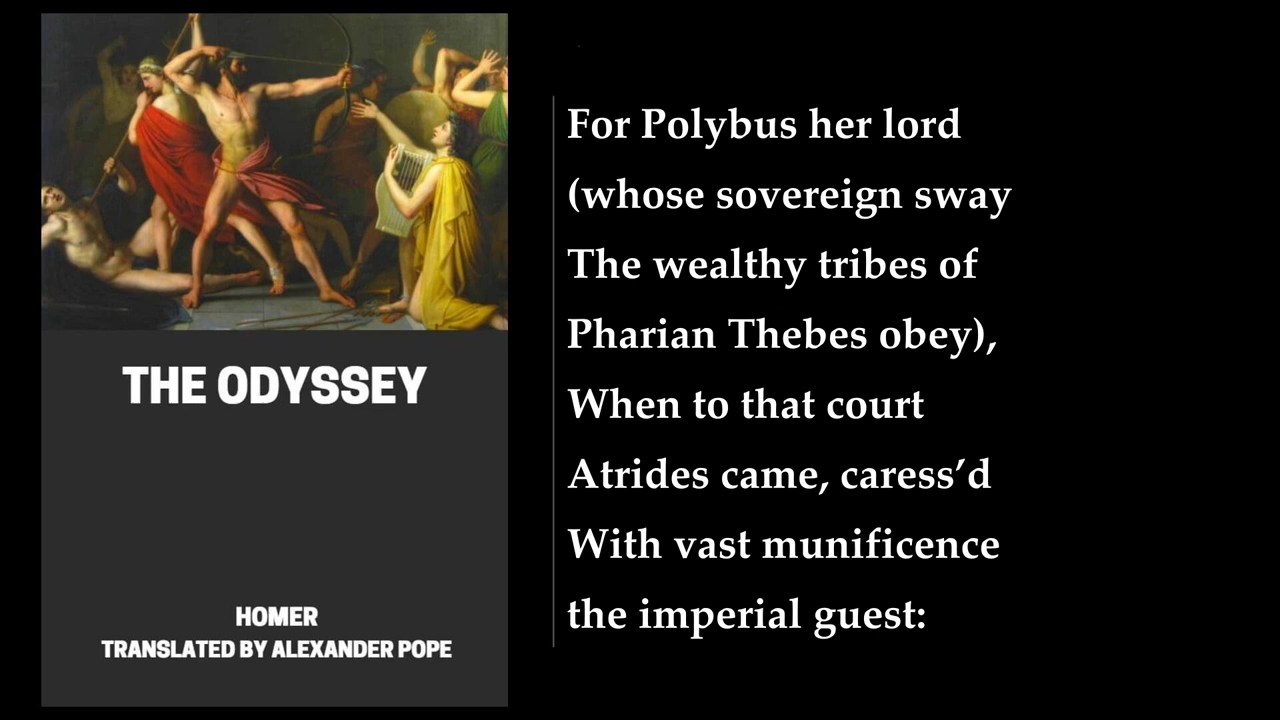 THE ODYSSEY
HOMER
TRANSLATED BY ALEXANDER POPE
For Polybus her lord
(whose sovereign sway
The wealthy tribes of
Pharian Thebes obey),
When to that court
Atrides came, caress’d
With vast munificence
the imperial guest: